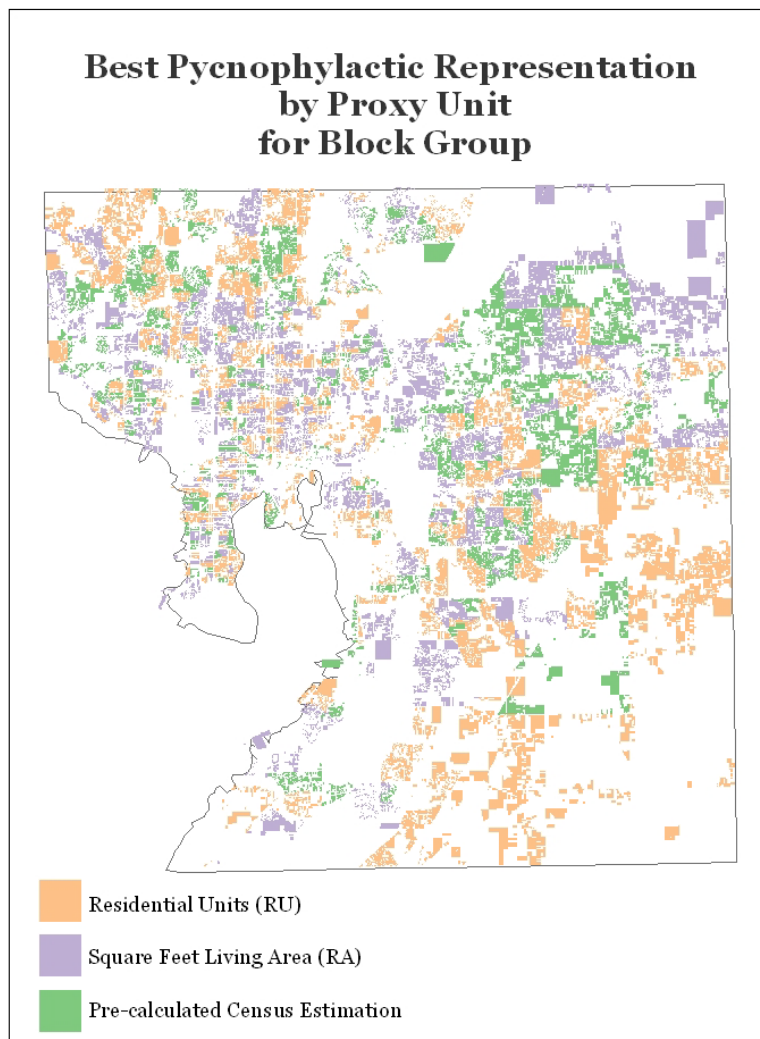 Best Pycnophylactic Representation
by Proxy Unit
for Block Group
Residential Units (RU)
Square Feet Living Area (RA)
Pre-calculated Census Estimation